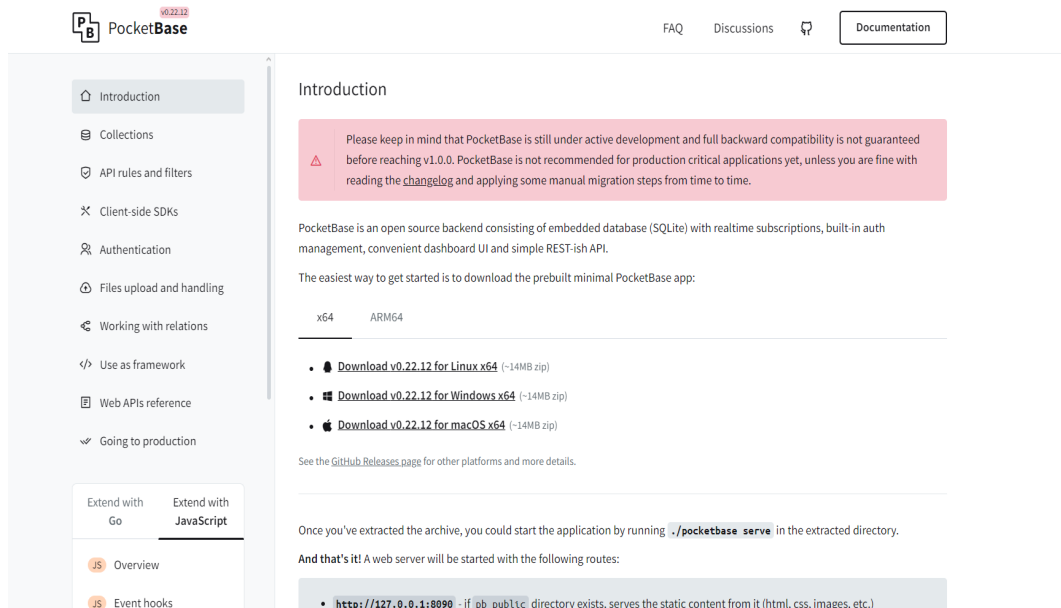 v0.22.12
PocketBase
FAQ
Discussions
Documentation
Introduction
Collections
API rules and filters
Client-side SDKs
Authentication
Files upload and handling
Working with relations
Use as framework
Web APIs reference
Going to production
Extend with Go
Extend with JavaScript
JS Overview
JS Event hooks
Introduction
Please keep in mind that PocketBase is still under active development and full backward compatibility is not guaranteed
before reaching v1.0.0. PocketBase is not recommended for production critical applications yet, unless you are fine with
reading the changelog and applying some manual migration steps from time to time.
PocketBase is an open source backend consisting of embedded database (SQLite) with realtime subscriptions, built-in auth
management, convenient dashboard UI and simple REST-ish API.
The easiest way to get started is to download the prebuilt minimal PocketBase app:
x64
ARM64
Download v0.22.12 for Linux x64 (~14MB zip)
Download v0.22.12 for Windows x64 (~14MB zip)
Download v0.22.12 for macOS x64 (~14MB zip)
See the GitHub Releases page for other platforms and more details.
Once you've extracted the archive, you could start the application by running ./pocketbase serve in the extracted directory.
And that's it! A web server will be started with the following routes:
http://127.0.0.1:8090 - if pb_public directory exists, serves the static content from it (html, css, images, etc.)